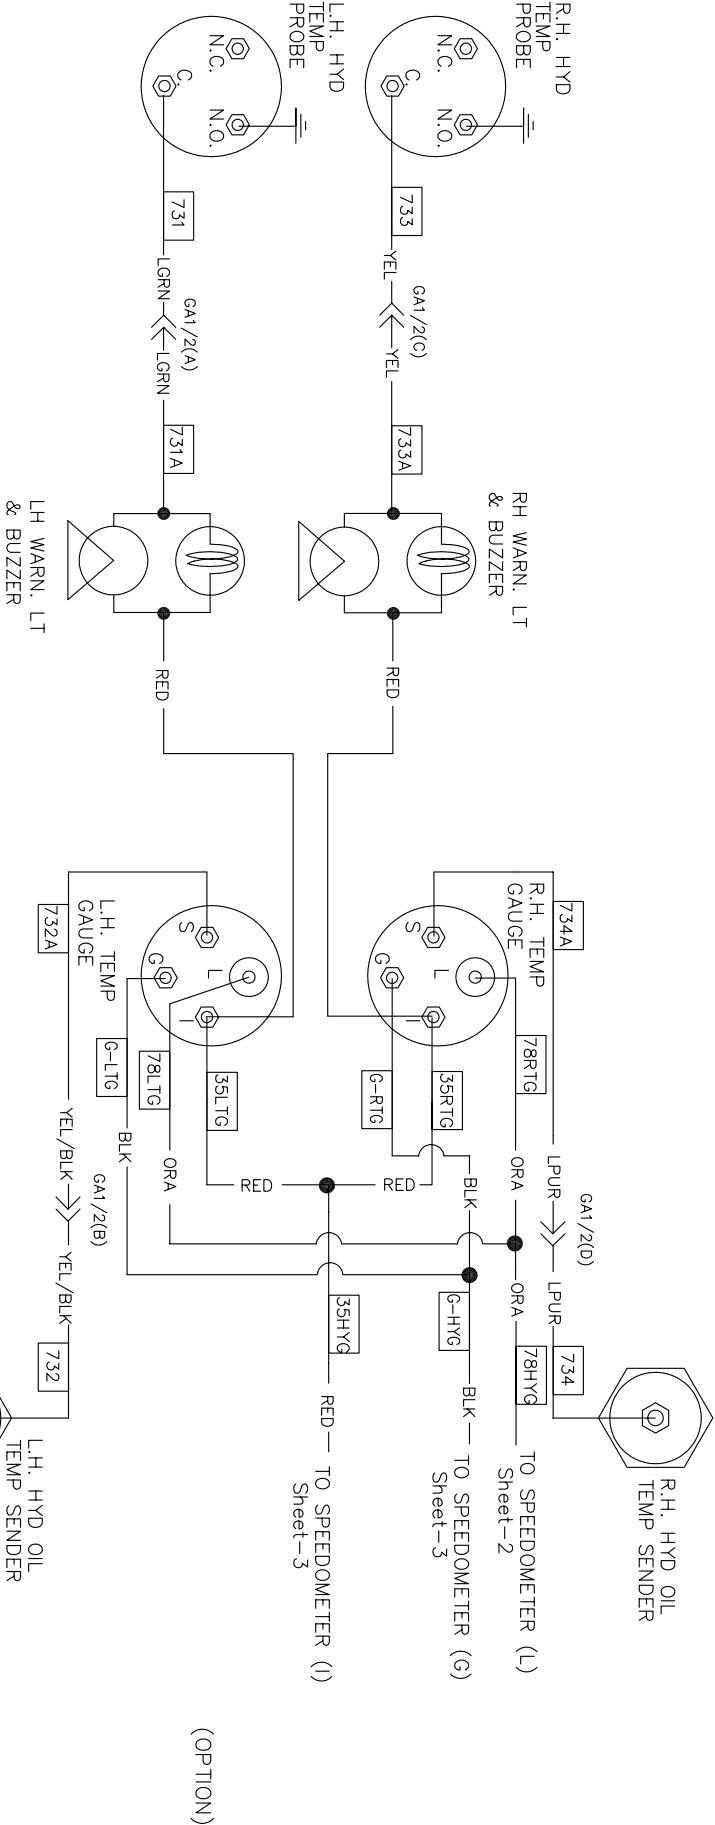 R.H. HYD
TEMP
PROBE
N.C.
N.O.
C.
733
YEL
GA1/2(C)
YEL
733A
RH WARN. LT
& BUZZER
RED
L.H. HYD
TEMP
PROBE
N.C.
N.O.
C.
731
LGRN
GA1/2(A)
LGRN
731A
LH WARN. LT
& BUZZER
RED
R.H. TEMP
GAUGE
S
L
G
I
734A
LPUR
GA1/2(D)
LPUR
734
R.H. HYD OIL
TEMP SENDER
78RTG
ORA
ORA
78HYG
TO SPEEDOMETER (L)
Sheet-2
35RTG
G-RTG
BLK
G-HYG
BLK
TO SPEEDOMETER (G)
Sheet-3
RED
RED
35HYG
RED
TO SPEEDOMETER (I)
Sheet-3
L.H. TEMP
GAUGE
S
L
G
I
35LTG
78LTG
ORA
G-LTG
BLK
732A
YEL/BLK
GA1/2(B)
YEL/BLK
732
L.H. HYD OIL
TEMP SENDER
(OPTION)